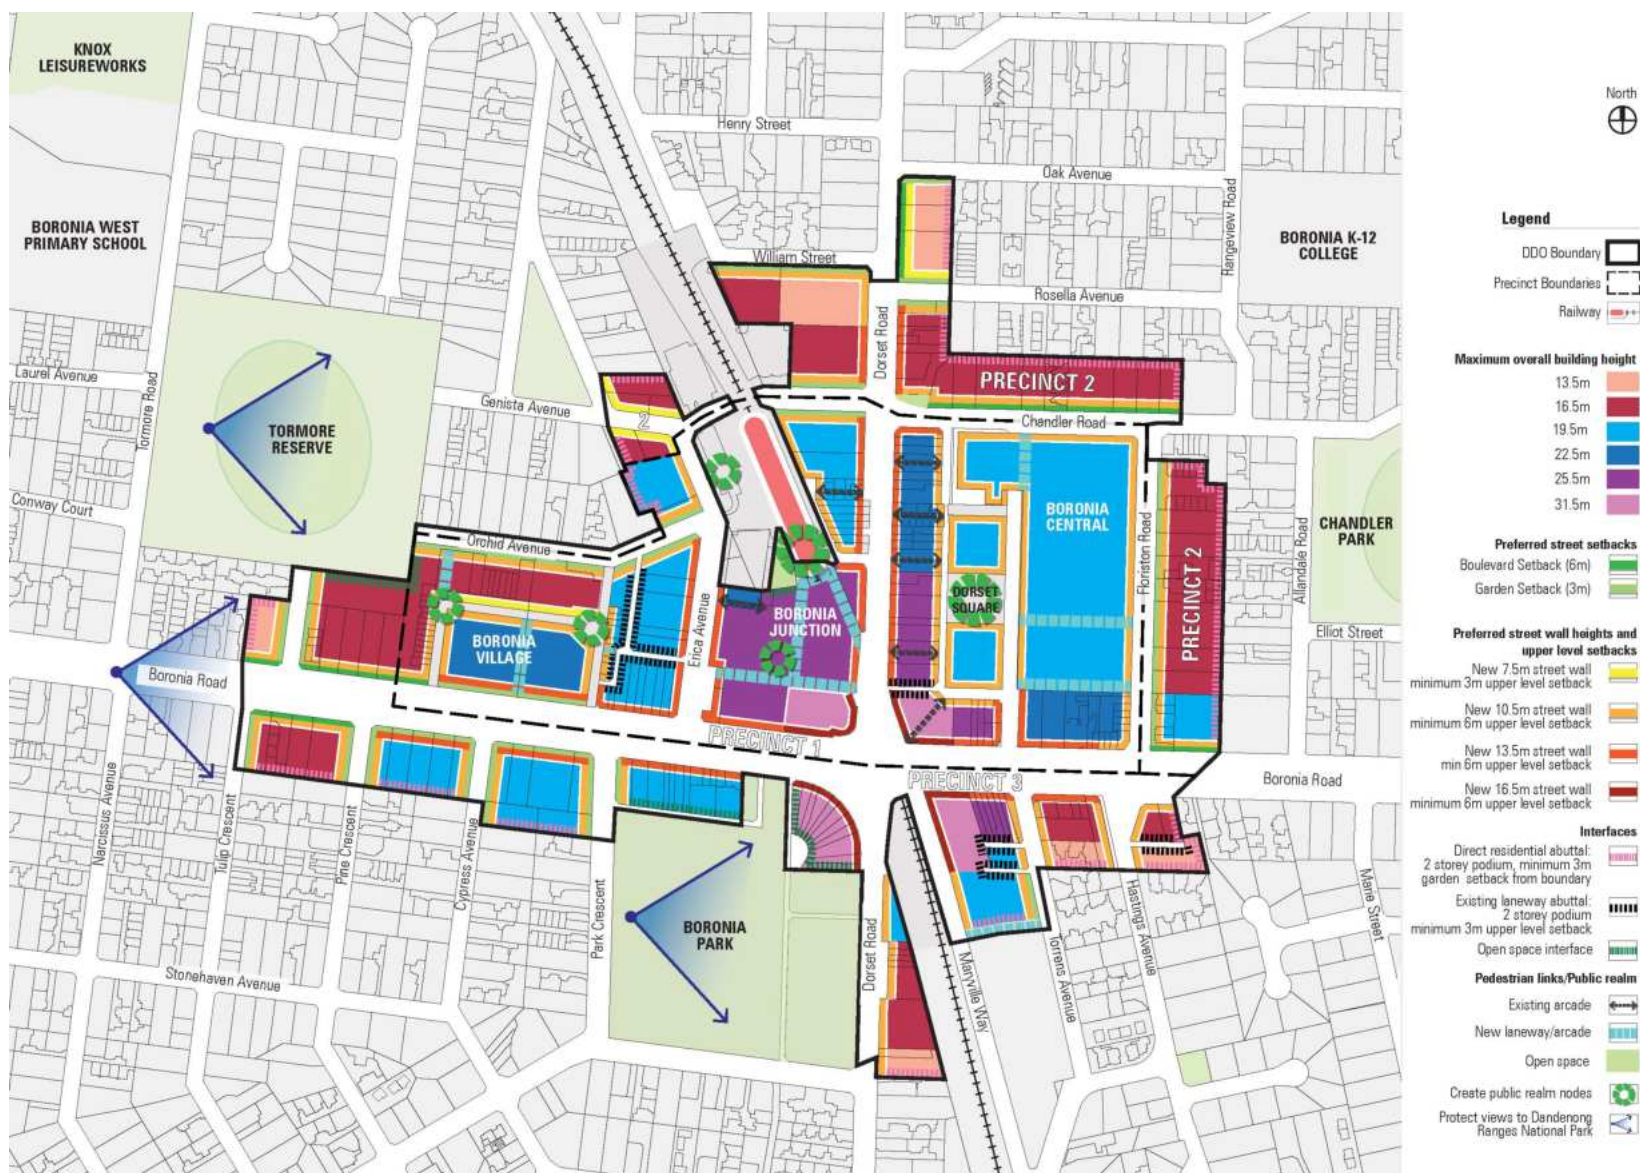 KNOX
LEISUREWORKS
BORONIA WEST
PRIMARY SCHOOL
Henry Street
Oak Avenue
Rangeview Road
BORONIA K-12
COLLEGE
William Street
Rosella Avenue
Dorset Road
Laurel Avenue
Tormore Road
Genista Avenue
TORMORE
RESERVE
2
PRECINCT 2
Chandler Road
Conway Court
Orchid Avenue
BORONIA
CENTRAL
Floriston Road
PRECINCT 2
Allandale Road
CHANDLER
PARK
DORSET
SQUARE
Elliot Street
BORONIA
VILLAGE
Erica Avenue
BORONIA
JUNCTION
Boronia Road
PRECINCT 1
PRECINCT 3
Boronia Road
Narcissus Avenue
Tulip Crescent
Pine Crescent
Cypress Avenue
Park Crescent
BORONIA
PARK
Dorset Road
Maryville Way
Torrens Avenue
Hastings Avenue
Marie Street
Stonehaven Avenue
North
Legend
DDO Boundary
Precinct Boundaries
Railway
Maximum overall building height
13.5m
16.5m
19.5m
22.5m
25.5m
31.5m
Preferred street setbacks
Boulevard Setback (6m)
Garden Setback (3m)
Preferred street wall heights and
upper level setbacks
New 7.5m street wall
minimum 3m upper level setback
New 10.5m street wall
minimum 6m upper level setback
New 13.5m street wall
min 6m upper level setback
New 16.5m street wall
minimum 6m upper level setback
Interfaces
Direct residential abuttal:
2 storey podium, minimum 3m
garden setback from boundary
Existing laneway abuttal:
2 storey podium
minimum 3m upper level setback
Open space interface
Pedestrian links/Public realm
Existing arcade
New laneway/arcade
Open space
Create public realm nodes
Protect views to Dandenong
Ranges National Park